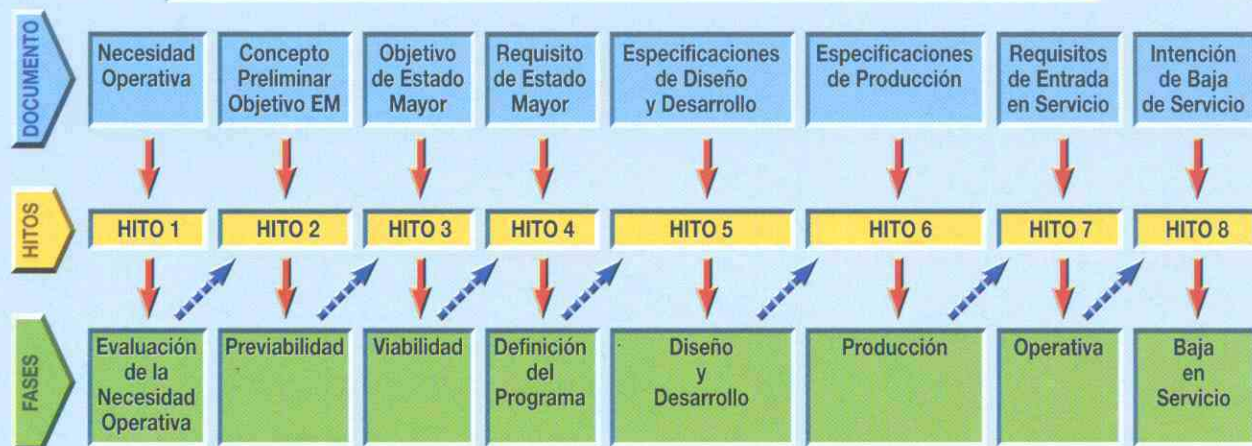 DOCUMENTO
Necesidad
Operativa
Concepto
Preliminar
Objetivo EM
Objetivo
de Estado
Mayor
Requisito
de Estado
Mayor
Especificaciones
de Diseño
y Desarrollo
Especificaciones
de Producción
Requisitos
de Entrada
en Servicio
Intención
de Baja
de Servicio
HITOS
HITO 1
HITO 2
HITO 3
HITO 4
HITO 5
HITO 6
HITO 7
HITO 8
FASES
Evaluación
de la
Necesidad
Operativa
Previabilidad
Viabilidad
Definición
del
Programa
Diseño
y
Desarrollo
Producción
Operativa
Baja
en
Servicio